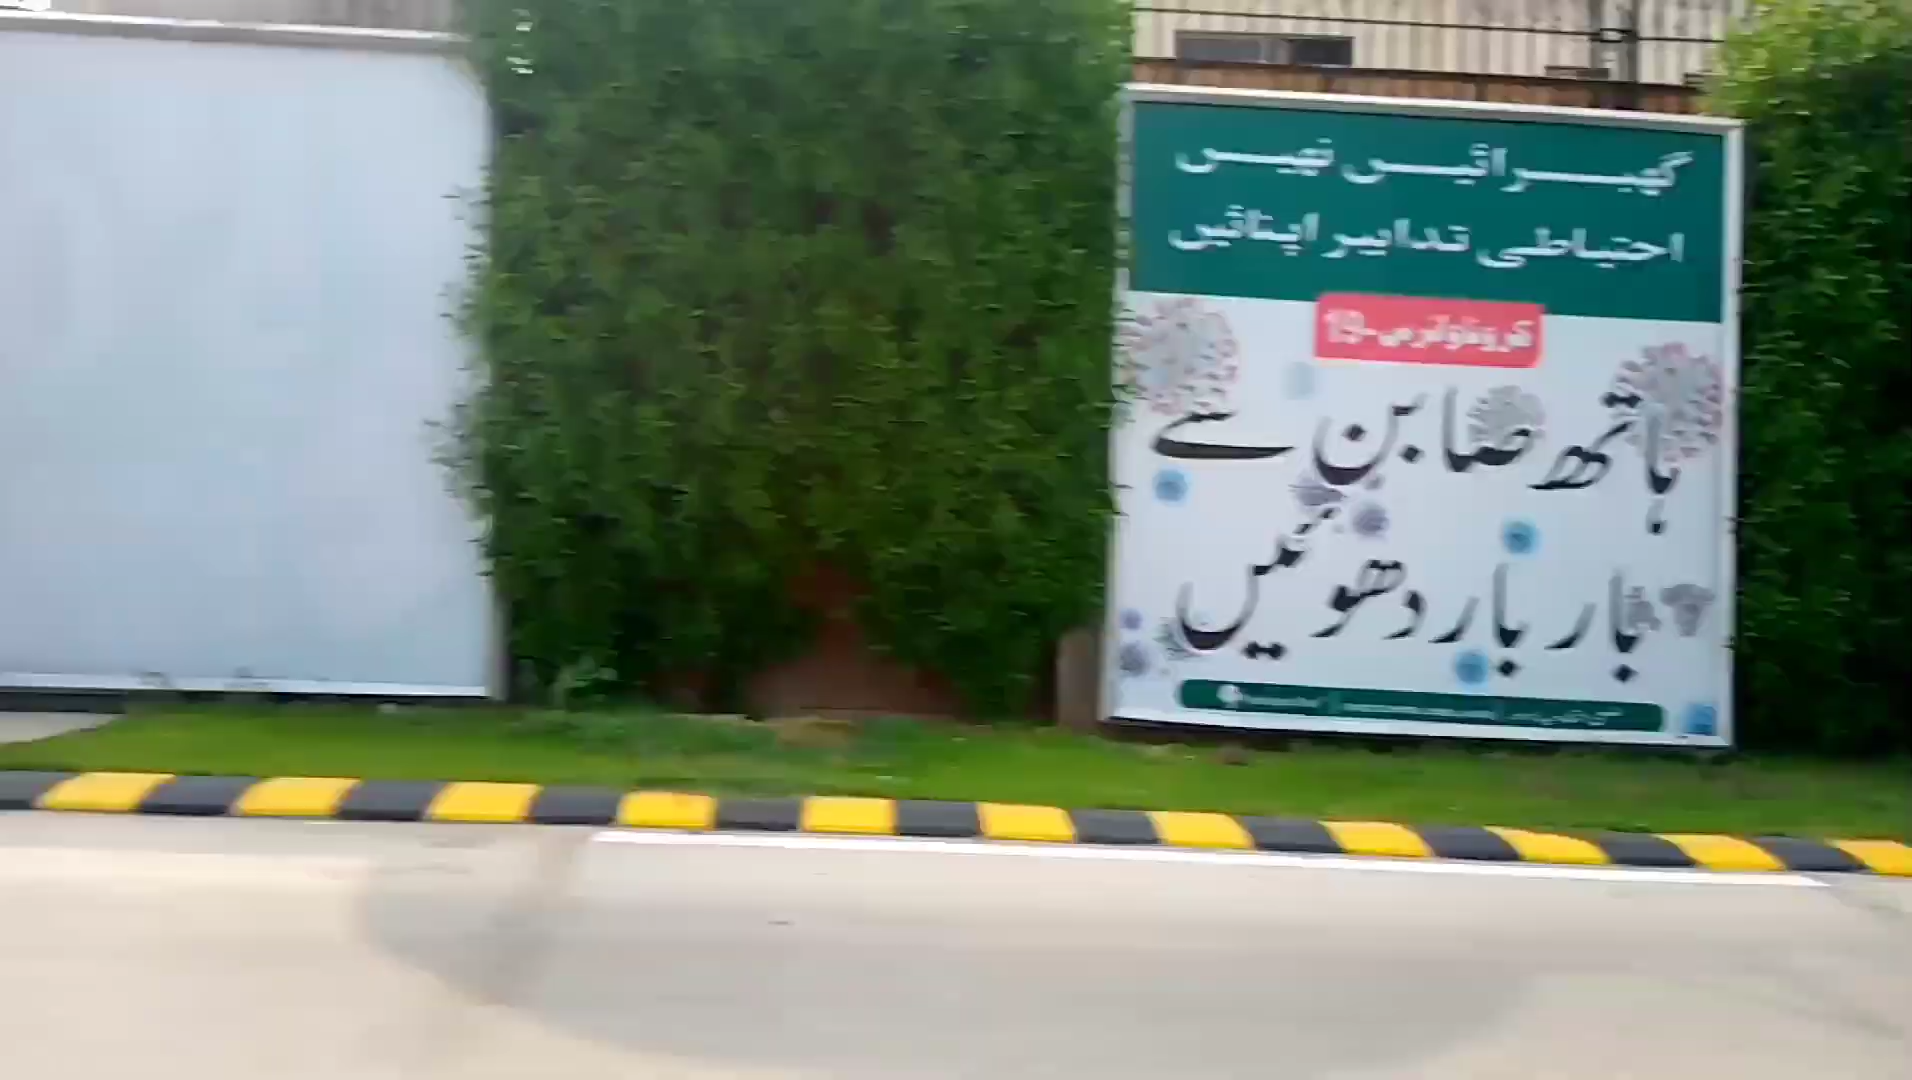 گھبرائیں نہیں
احتیاطی تدابیر اپنائیں
کرونا وائرس-19
ہاتھ صابن سے
بار بار دھوئیں